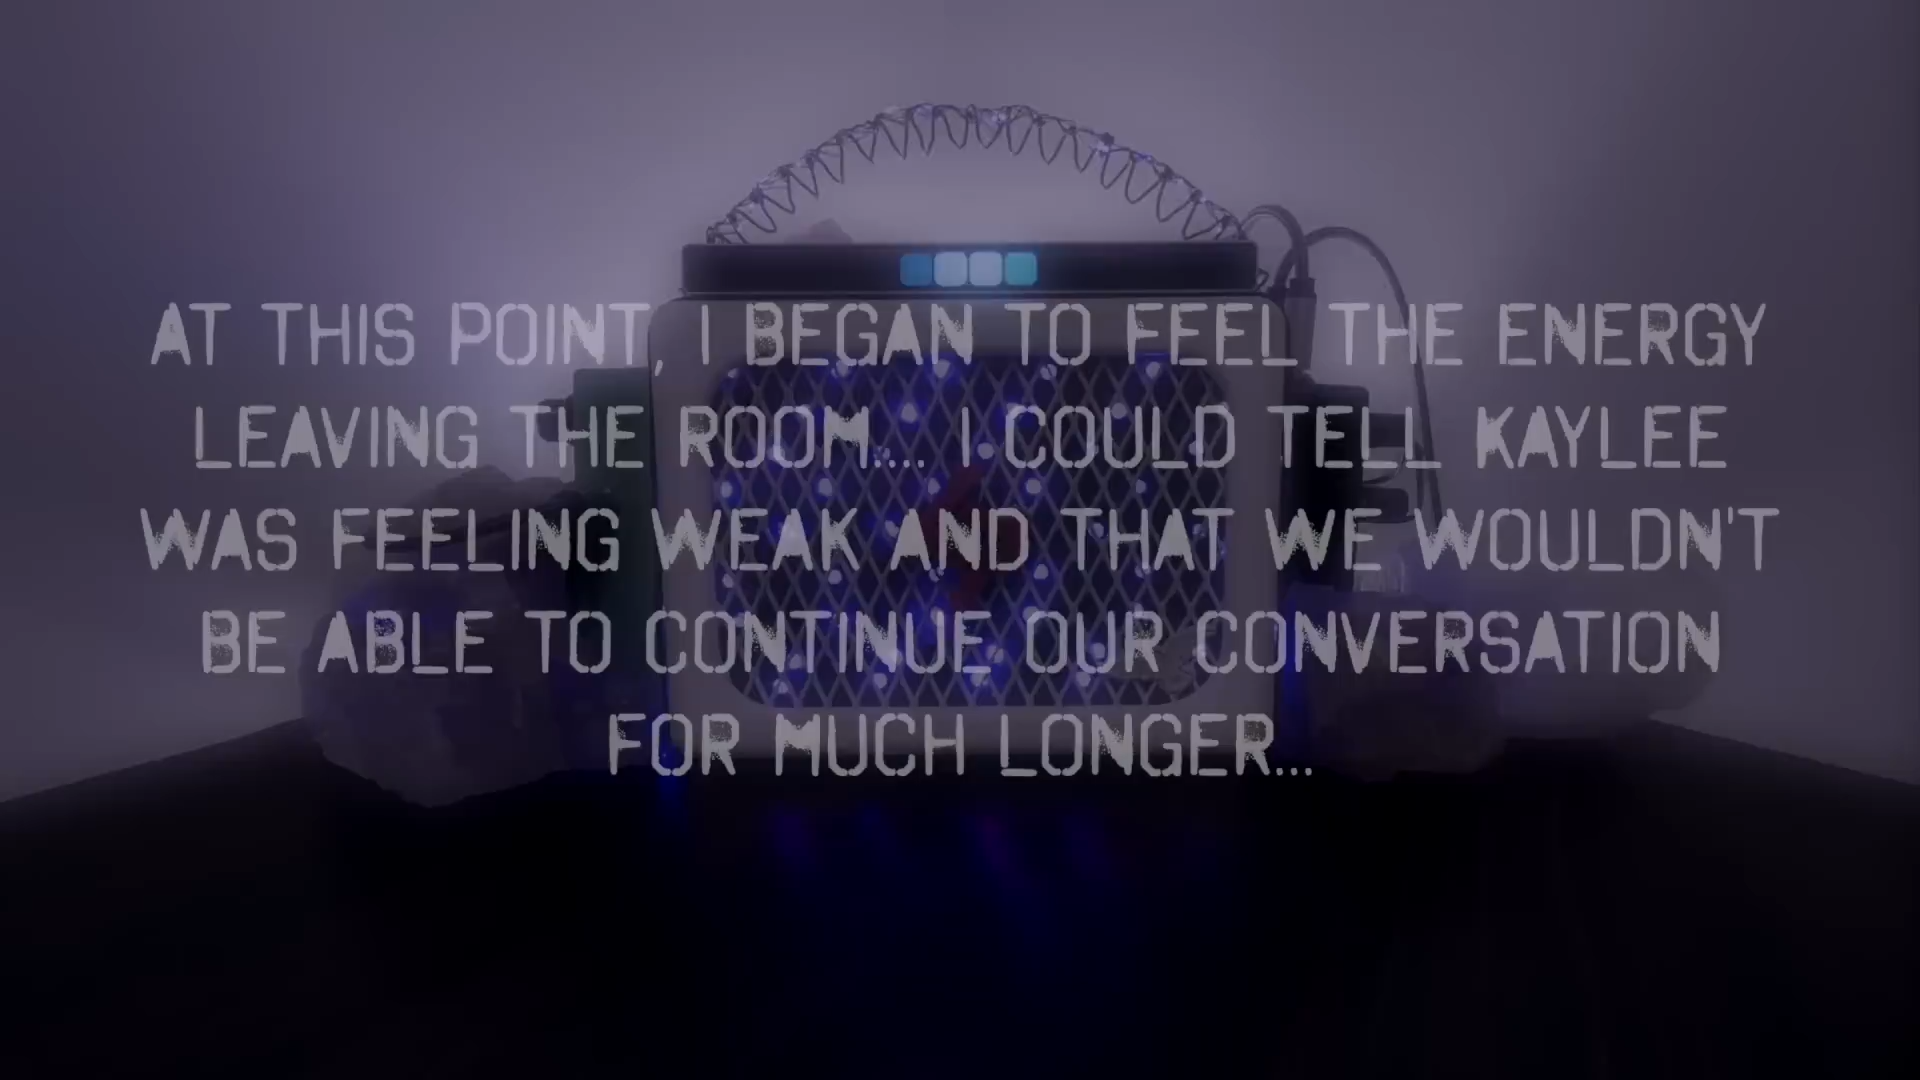 AT THIS POINT, I BEGAN TO FEEL THE ENERGY
LEAVING THE ROOM.... I COULD TELL KAYLEE
WAS FEELING WEAK AND THAT WE WOULDN'T
BE ABLE TO CONTINUE OUR CONVERSATION
FOR MUCH LONGER...